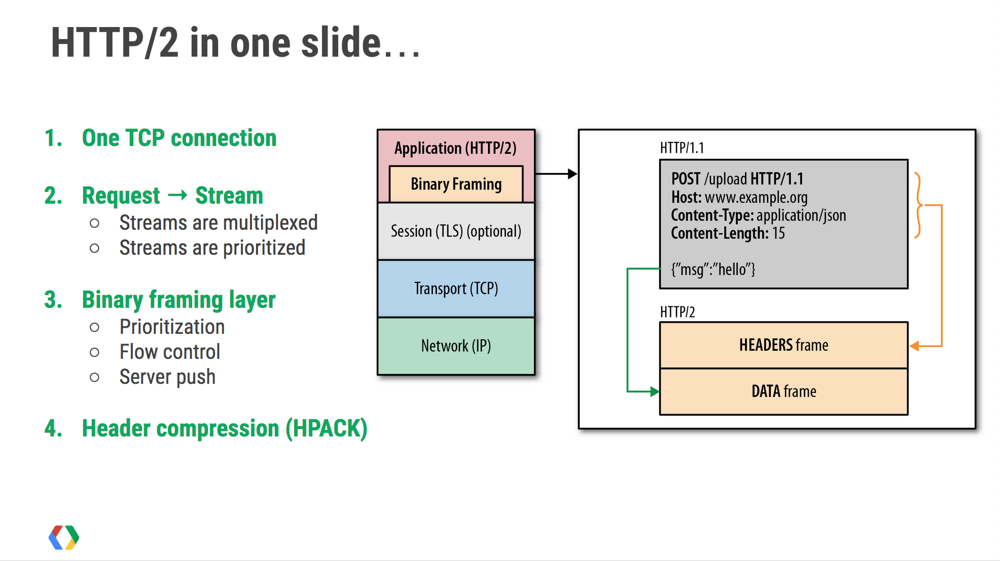 HTTP/2 in one slide...
1. One TCP connection
2. Request → Stream
○ Streams are multiplexed
○ Streams are prioritized
3. Binary framing layer
○ Prioritization
○ Flow control
○ Server push
4. Header compression (HPACK)
Application (HTTP/2)
Binary Framing
Session (TLS) (optional)
Transport (TCP)
Network (IP)
HTTP/1.1
POST /upload HTTP/1.1
Host: www.example.org
Content-Type: application/json
Content-Length: 15
{”msg”:”hello”}
HTTP/2
HEADERS frame
DATA frame